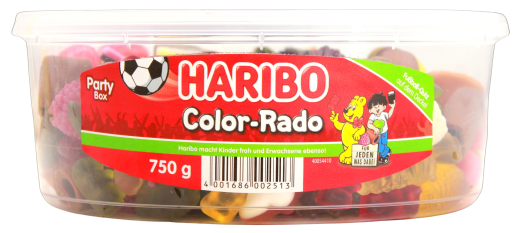 Party
Box
HARIBO
Color-Rado
Haribo macht Kinder froh und Erwachsene ebenso!
750 g
4 001686 002513
40054418
FÜR
JEDEN
WAS DABEI